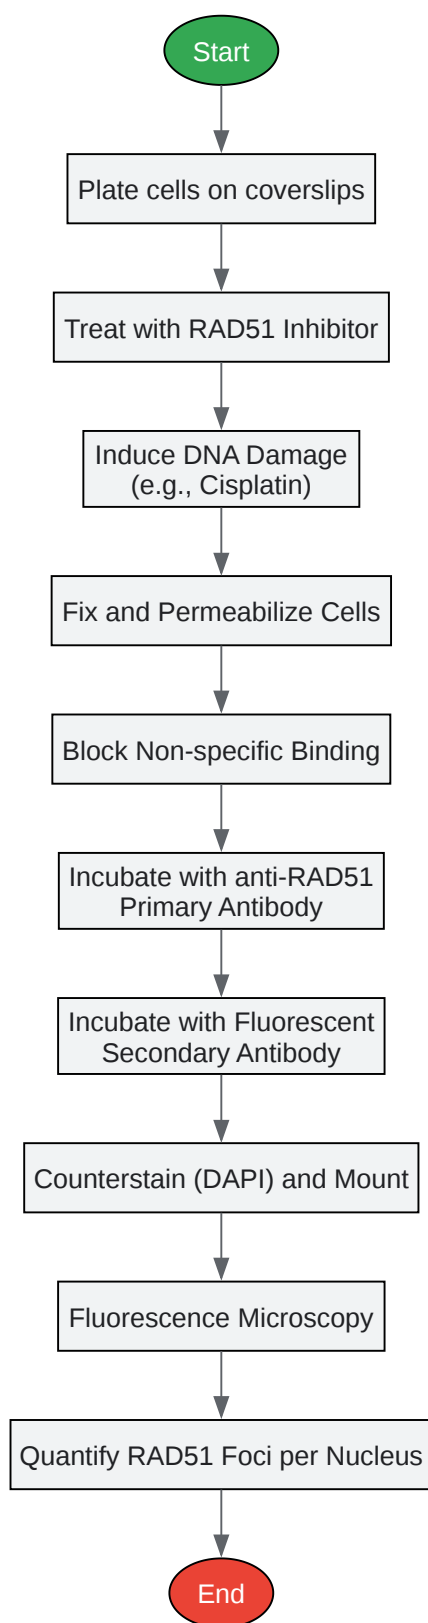 Start
Plate cells on coverslips
Treat with RAD51 Inhibitor
Induce DNA Damage
(e.g., Cisplatin)
Fix and Permeabilize Cells
Block Non-specific Binding
Incubate with anti-RAD51
Primary Antibody
Incubate with Fluorescent
Secondary Antibody
Counterstain (DAPI) and Mount
Fluorescence Microscopy
Quantify RAD51 Foci per Nucleus
End